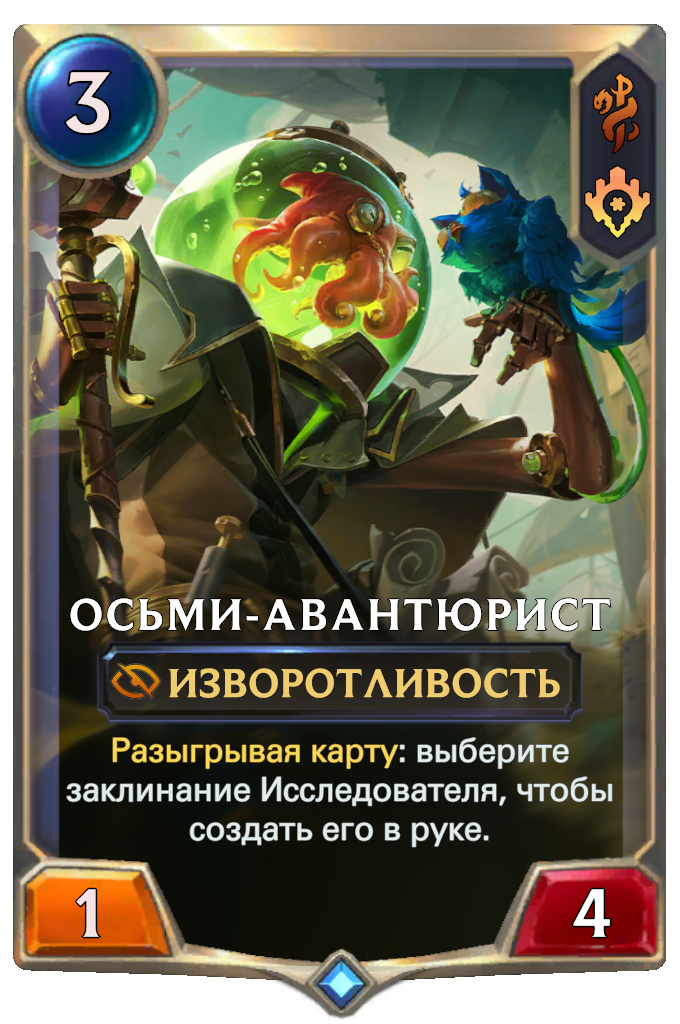 3
ОСЬМИ-АВАНТЮРИСТ
ИЗВОРОТЛИВОСТЬ
Разыгрывая карту: выберите
заклинание Исследователя, чтобы
создать его в руке.
1
4